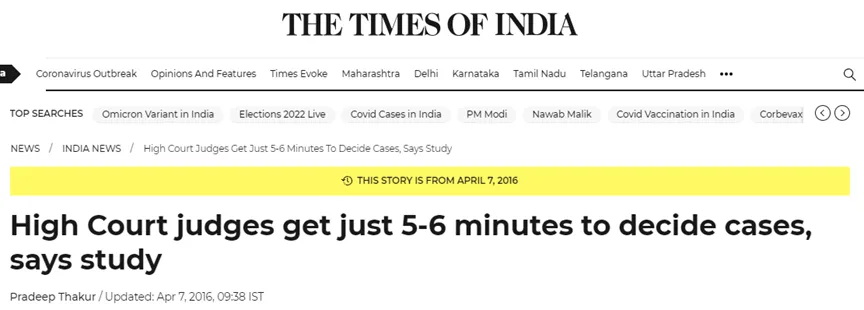 THE TIMES OF INDIA
a Coronavirus Outbreak Opinions And Features Times Evoke Maharashtra Delhi Karnataka Tamil Nadu Telangana Uttar Pradesh •••
TOP SEARCHES Omicron Variant in India Elections 2022 Live Covid Cases in India PM Modi Nawab Malik Covid Vaccination in India Corbevax
NEWS / INDIA NEWS / High Court Judges Get Just 5-6 Minutes To Decide Cases, Says Study
THIS STORY IS FROM APRIL 7, 2016
High Court judges get just 5-6 minutes to decide cases,
says study
Pradeep Thakur / Updated: Apr 7, 2016, 09:38 IST